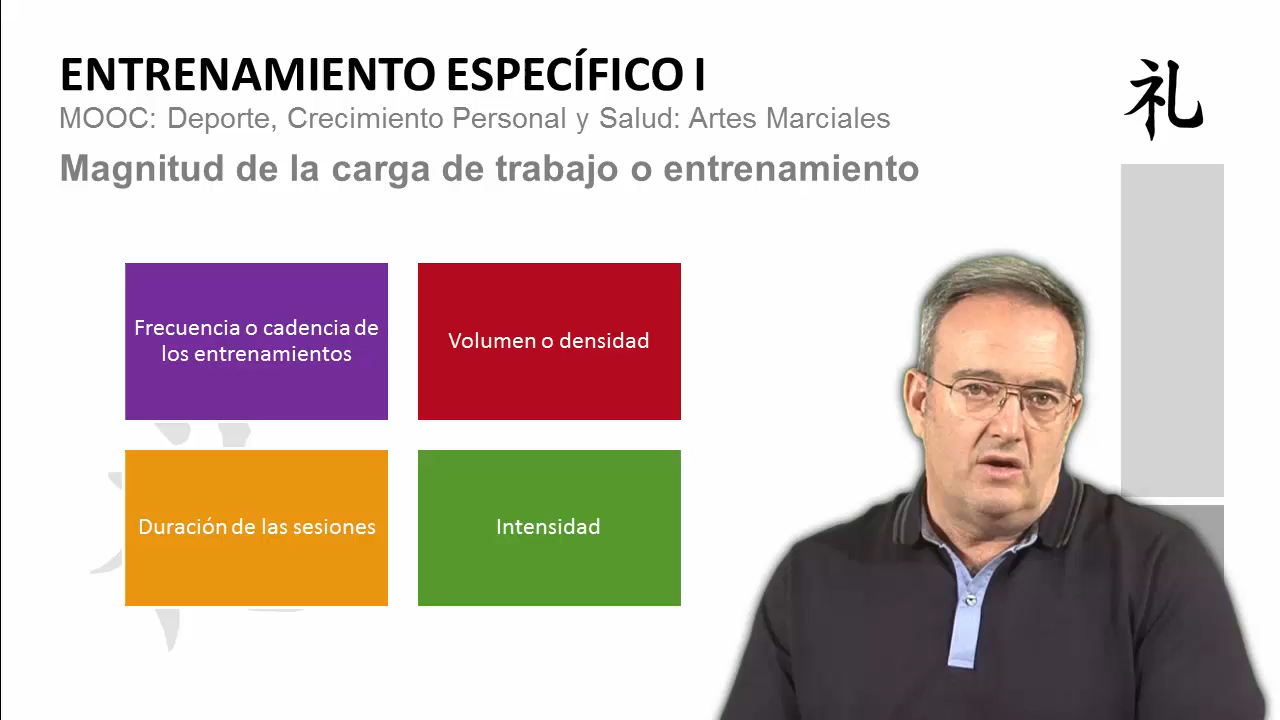 ENTRENAMIENTO ESPECÍFICO I
MOOC: Deporte, Crecimiento Personal y Salud: Artes Marciales
Magnitud de la carga de trabajo o entrenamiento
礼
Frecuencia o cadencia de
los entrenamientos
Volumen o densidad
Duración de las sesiones
Intensidad